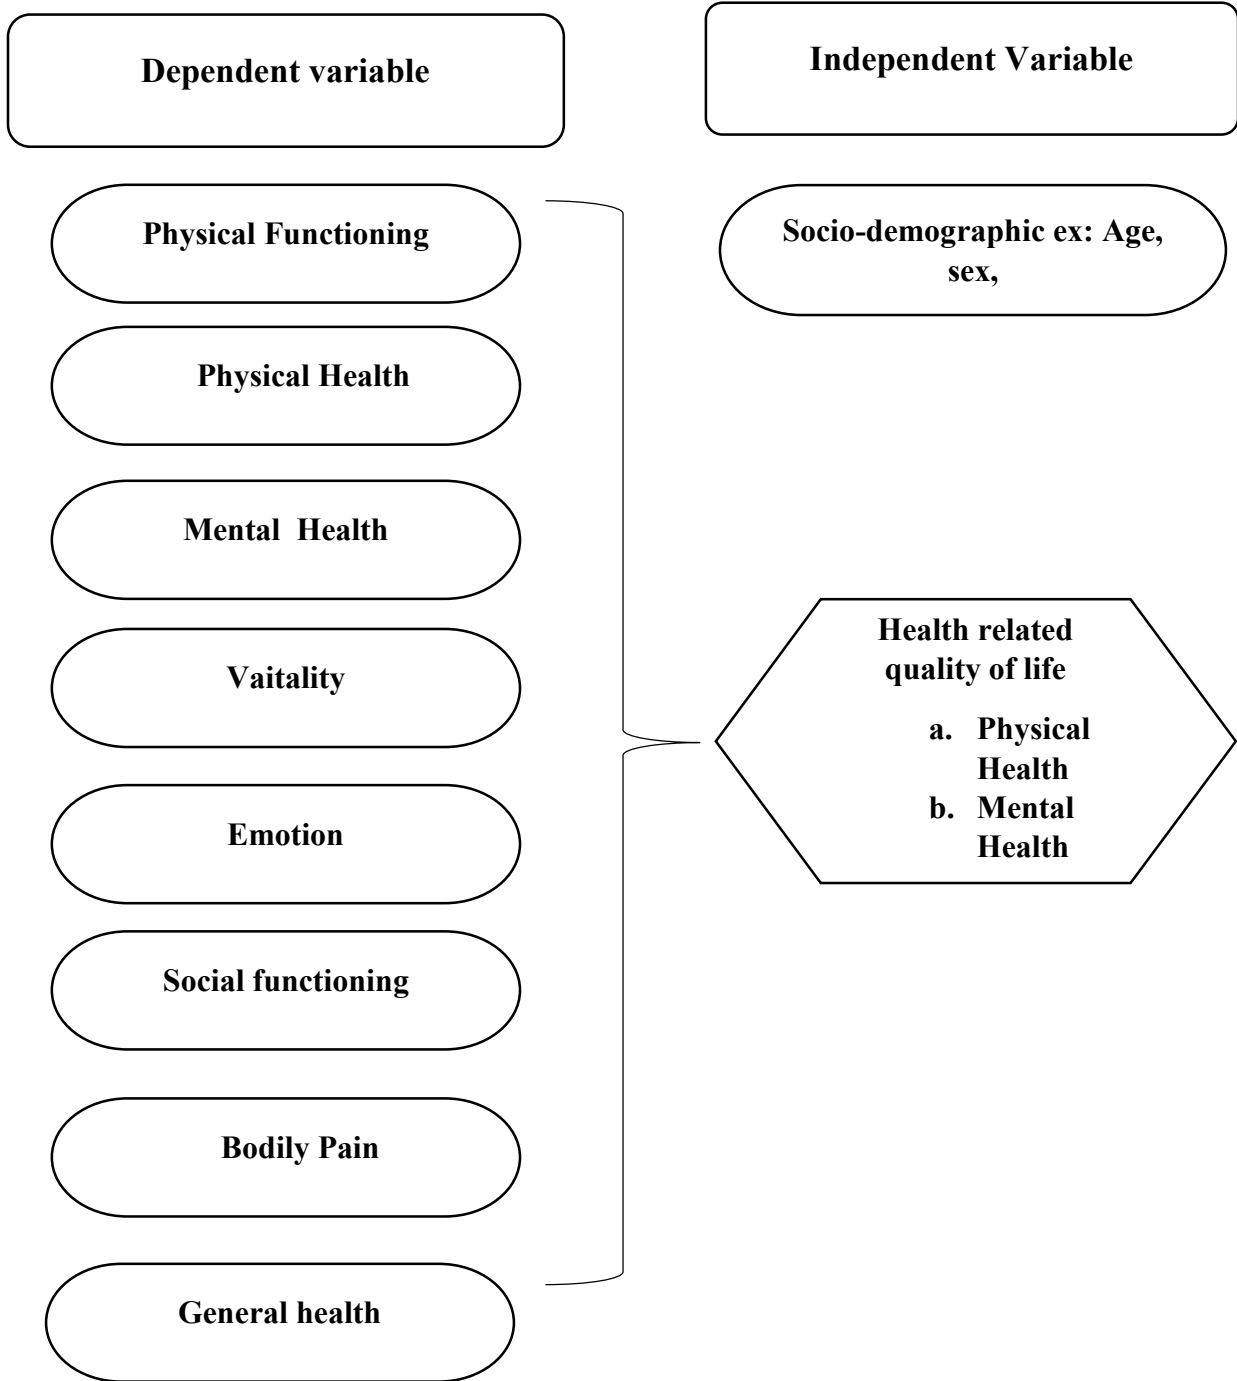 Dependent variable
Independent Variable
Physical Functioning
Physical Health
Mental  Health
Vaitality
Emotion
Social functioning
Bodily Pain
General health
Socio-demographic ex: Age,
sex,
Health related
quality of life
a. Physical
Health
b. Mental
Health